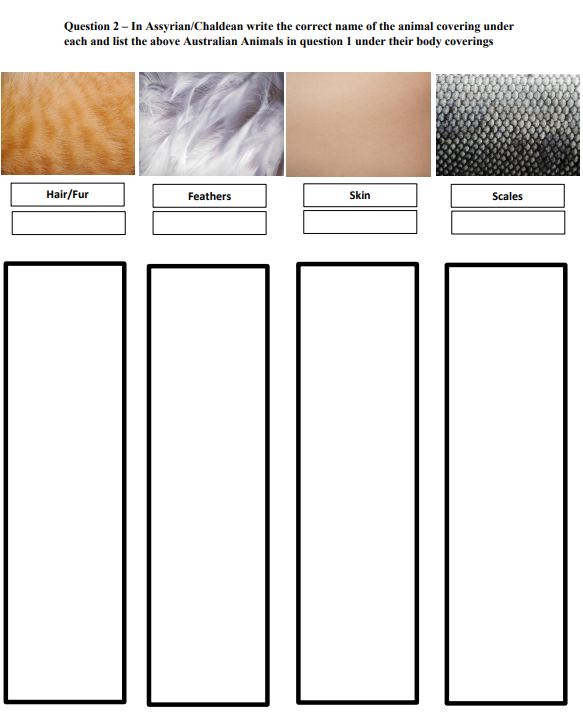 Question 2 – In Assyrian/Chaldean write the correct name of the animal covering under
each and list the above Australian Animals in question 1 under their body coverings
Hair/Fur
Feathers
Skin
Scales